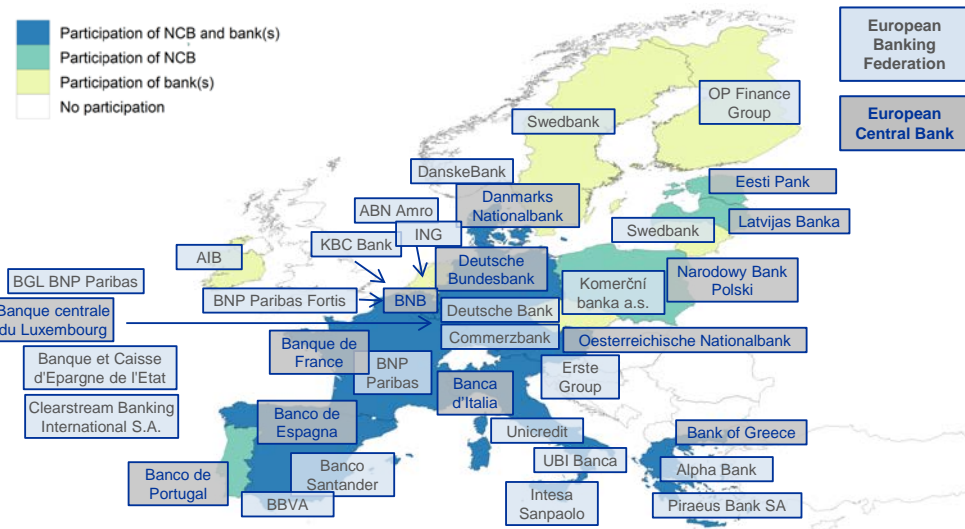 Participation of NCB and bank(s)
Participation of NCB
Participation of bank(s)
No participation
European
Banking
Federation
European
Central Bank
OP Finance
Group
Swedbank
DanskeBank
Eesti Pank
Danmarks
Nationalbank
ABN Amro
Latvijas Banka
Swedbank
ING
KBC Bank
AIB
Deutsche
Bundesbank
Narodowy Bank
Polski
BGL BNP Paribas
Komerční
banka a.s.
BNP Paribas Fortis
BNB
Deutsche Bank
Banque centrale
du Luxembourg
Commerzbank
Oesterreichische Nationalbank
Banque de
France
Banque et Caisse
d'Epargne de l'Etat
BNP
Paribas
Erste
Group
Banca
d'Italia
Clearstream Banking
International S.A.
Banco de
Espagna
Unicredit
Bank of Greece
UBI Banca
Banco
Santander
Alpha Bank
Banco de
Portugal
BBVA
Intesa
Sanpaolo
Piraeus Bank SA